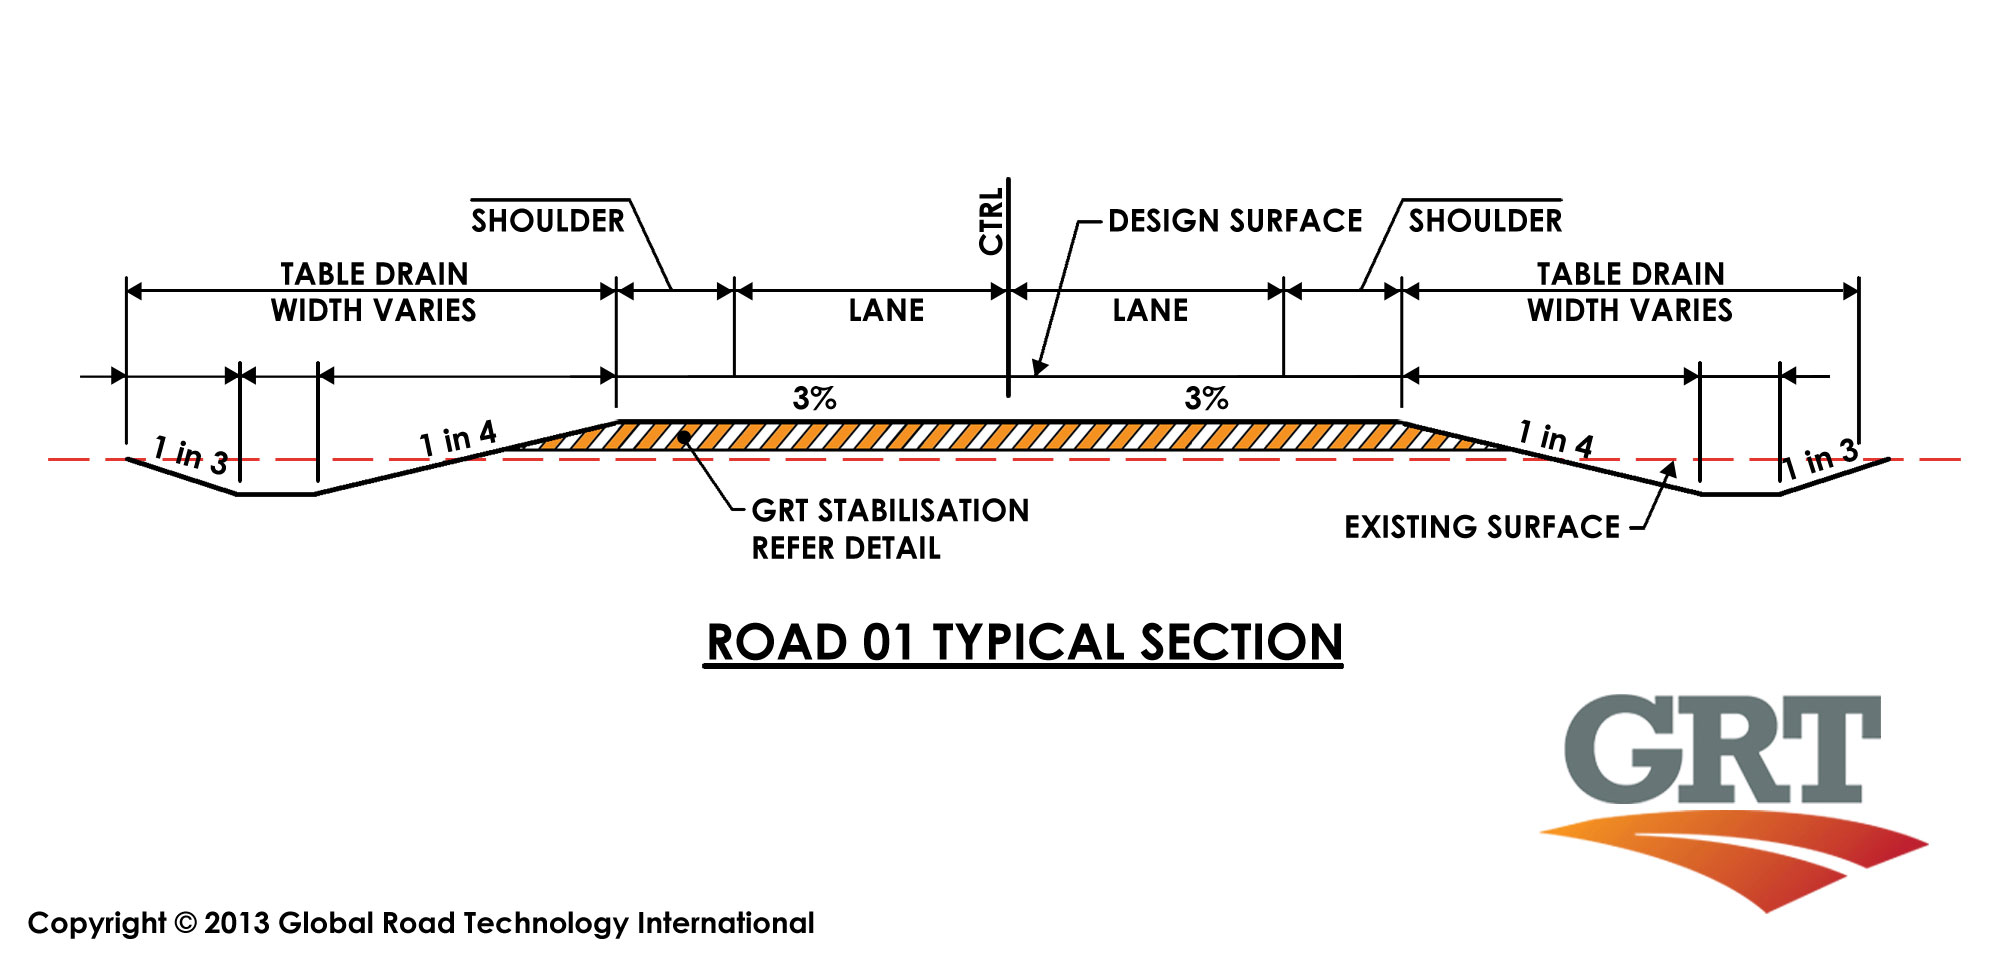 SHOULDER
CTRL
DESIGN SURFACE
SHOULDER
TABLE DRAIN
WIDTH VARIES
LANE
LANE
TABLE DRAIN
WIDTH VARIES
3%
3%
1 in 3
1 in 4
1 in 4
1 in 3
GRT STABILISATION
REFER DETAIL
EXISTING SURFACE
ROAD 01 TYPICAL SECTION
GRT
Copyright © 2013 Global Road Technology International